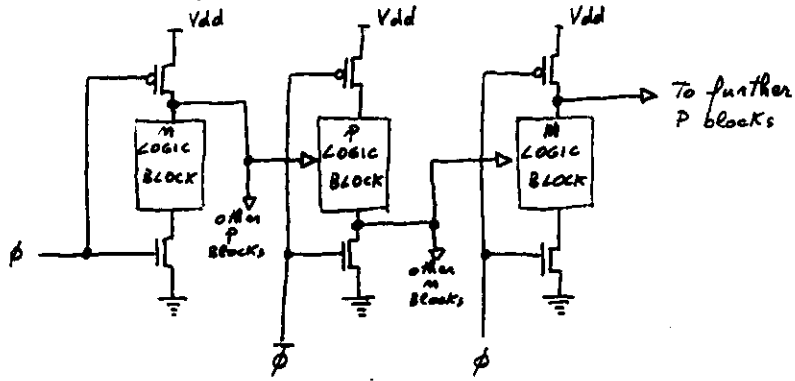 Vdd
Vdd
Vdd
To further
P blocks
n
LOGIC
BLOCK
P
LOGIC
BLOCK
LOGIC
BLOCK
other
P
Blocks
other
n
Blocks
φ
φ̅
φ